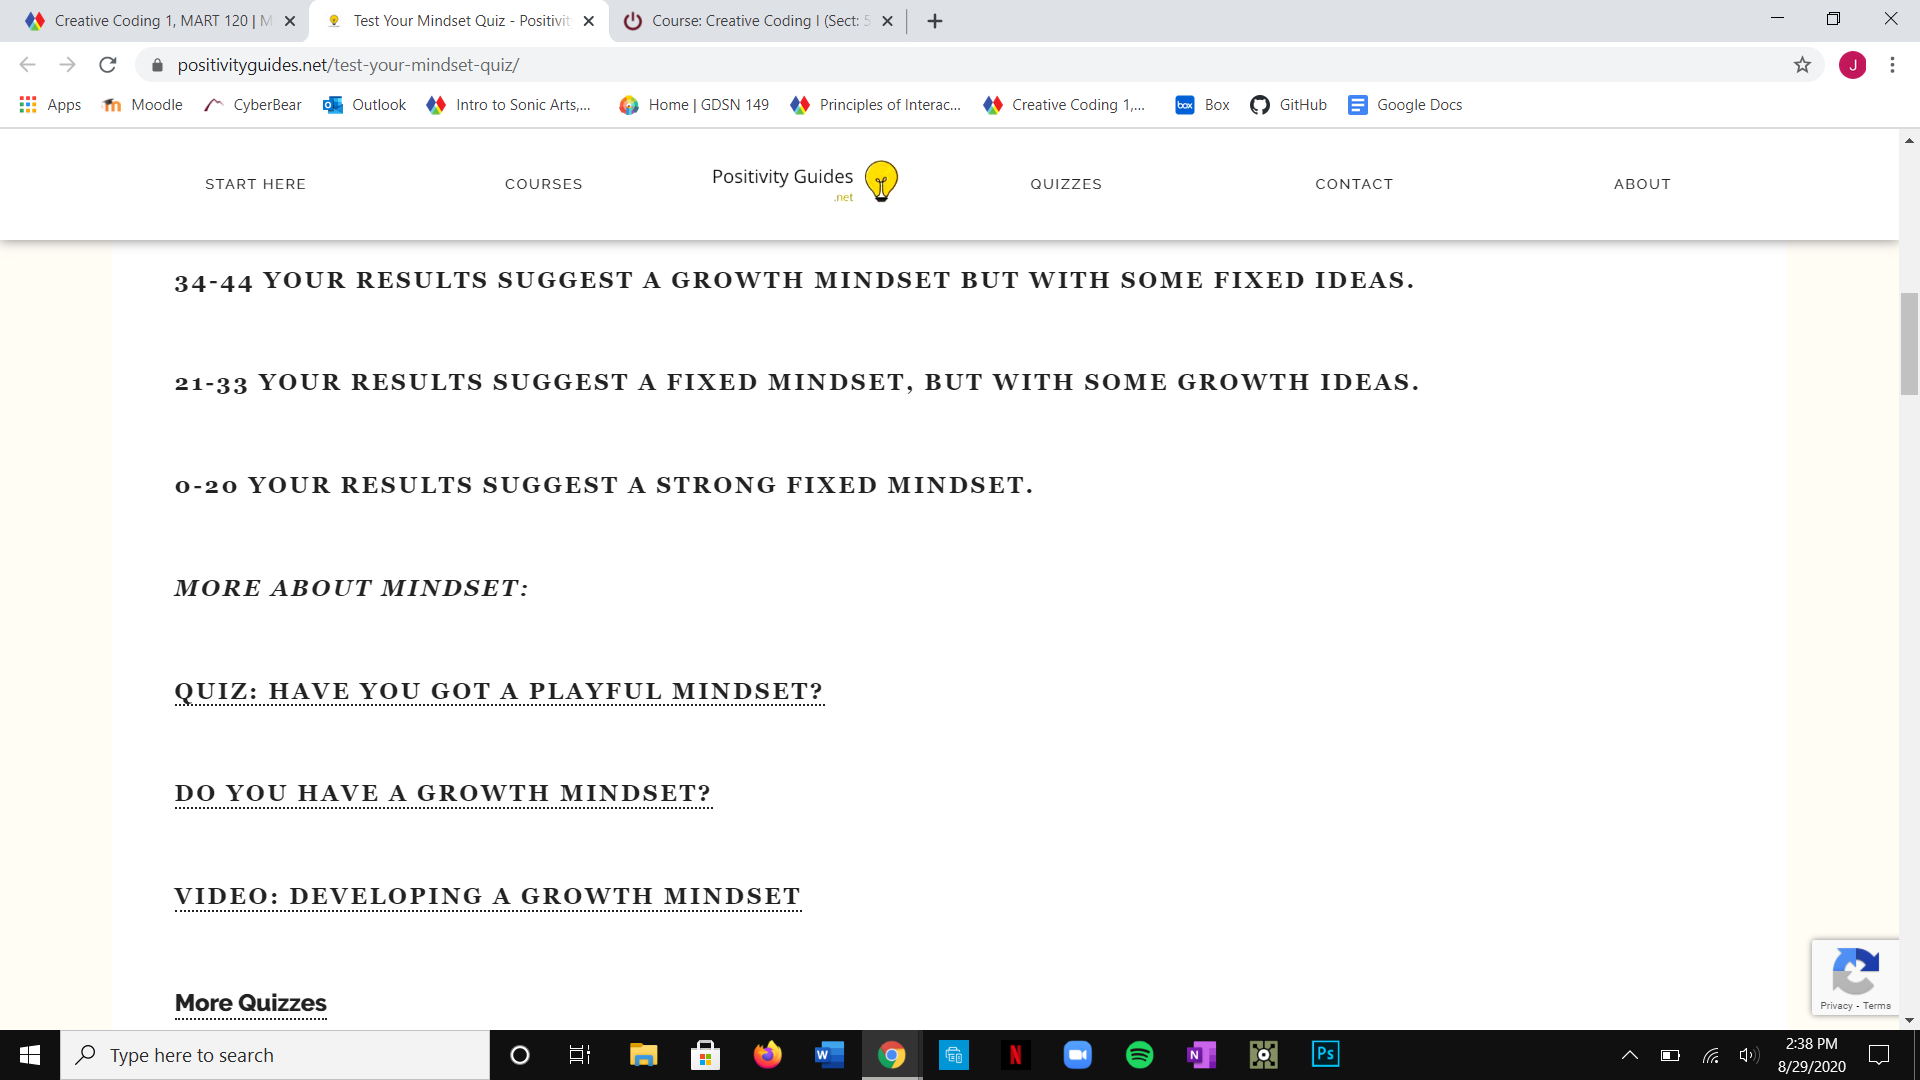 Creative Coding 1, MART 120 | M
Test Your Mindset Quiz - Positivit
Course: Creative Coding I (Sect: 5
positivityguides.net/test-your-mindset-quiz/
J
Apps
Moodle
CyberBear
Outlook
Intro to Sonic Arts,...
Home | GDSN 149
Principles of Interac...
Creative Coding 1,...
box
Box
GitHub
Google Docs
START HERE
COURSES
Positivity Guides
.net
QUIZZES
CONTACT
ABOUT
34-44 YOUR RESULTS SUGGEST A GROWTH MINDSET BUT WITH SOME FIXED IDEAS.
21-33 YOUR RESULTS SUGGEST A FIXED MINDSET, BUT WITH SOME GROWTH IDEAS.
0-20 YOUR RESULTS SUGGEST A STRONG FIXED MINDSET.
MORE ABOUT MINDSET:
QUIZ: HAVE YOU GOT A PLAYFUL MINDSET?
DO YOU HAVE A GROWTH MINDSET?
VIDEO: DEVELOPING A GROWTH MINDSET
More Quizzes
Privacy - Terms
Type here to search
W
N
N
Ps
2:38 PM
8/29/2020